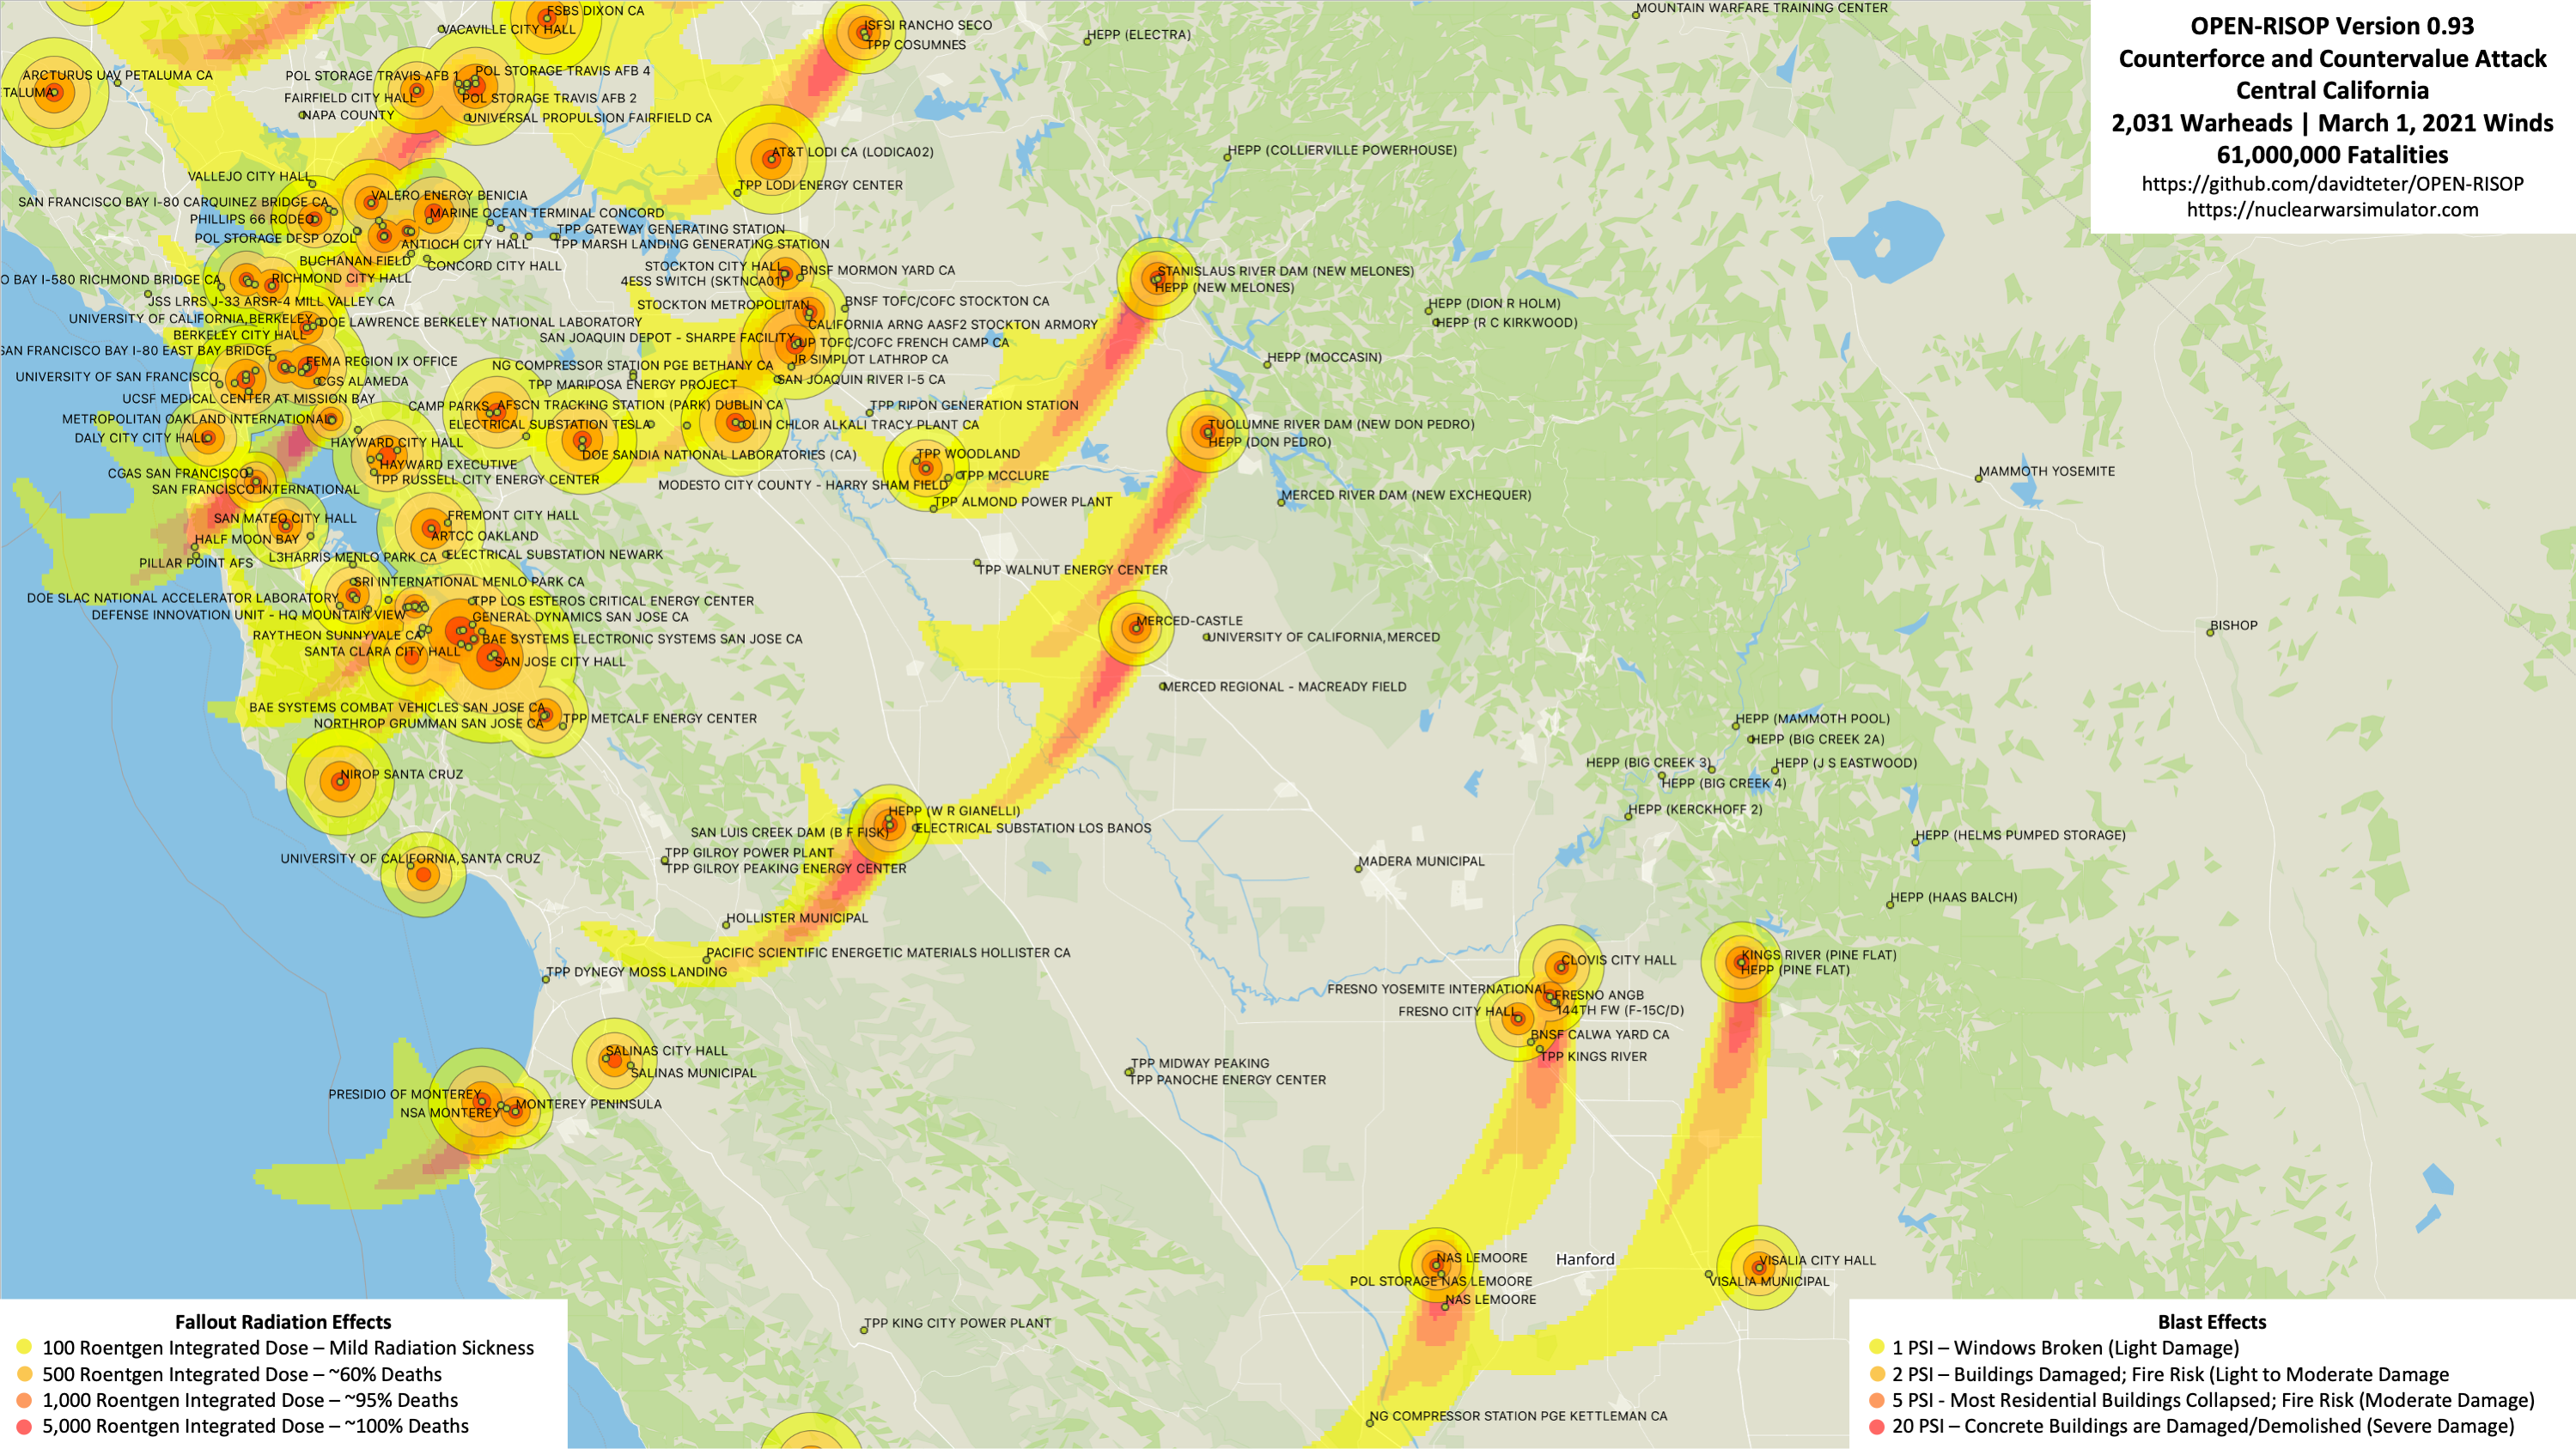 OPEN-RISOP Version 0.93
Counterforce and Countervalue Attack
Central California
2,031 Warheads | March 1, 2021 Winds
61,000,000 Fatalities
https://github.com/davidteter/OPEN-RISOP
https://nuclearwarsimulator.com
MOUNTAIN WARFARE TRAINING CENTER
FSBS DIXON CA
VACAVILLE CITY HALL
ISFSI RANCHO SECO
TPP COSUMNES
HEPP (ELECTRA)
ARCTURUS UAV PETALUMA CA
TALUMA
POL STORAGE TRAVIS AFB 1
POL STORAGE TRAVIS AFB 4
FAIRFIELD CITY HALL
POL STORAGE TRAVIS AFB 2
NAPA COUNTY
UNIVERSAL PROPULSION FAIRFIELD CA
AT&T LODI CA (LODICA02)
HEPP (COLLIERVILLE POWERHOUSE)
VALLEJO CITY HALL
TPP LODI ENERGY CENTER
VALERO ENERGY BENICIA
SAN FRANCISCO BAY I-80 CARQUINEZ BRIDGE CA
MARINE OCEAN TERMINAL CONCORD
PHILLIPS 66 RODEO
TPP GATEWAY GENERATING STATION
POL STORAGE DFSP OZOL
ANTIOCH CITY HALL
TPP MARSH LANDING GENERATING STATION
BUCHANAN FIELD
CONCORD CITY HALL
STOCKTON CITY HALL
BNSF MORMON YARD CA
O BAY I-580 RICHMOND BRIDGE CA
RICHMOND CITY HALL
4ESS SWITCH (SKTNCA01)
STANISLAUS RIVER DAM (NEW MELONES)
HEPP (NEW MELONES)
JSS LRRS J-33 ARSR-4 MILL VALLEY CA
STOCKTON METROPOLITAN
BNSF TOFC/COFC STOCKTON CA
HEPP (DION R HOLM)
HEPP (R C KIRKWOOD)
UNIVERSITY OF CALIFORNIA,BERKELEY
DOE LAWRENCE BERKELEY NATIONAL LABORATORY
CALIFORNIA ARNG AASF2 STOCKTON ARMORY
BERKELEY CITY HALL
SAN JOAQUIN DEPOT - SHARPE FACILITY
UP TOFC/COFC FRENCH CAMP CA
SAN FRANCISCO BAY I-80 EAST BAY BRIDGE
FEMA REGION IX OFFICE
NG COMPRESSOR STATION PGE BETHANY CA
JR SIMPLOT LATHROP CA
HEPP (MOCCASIN)
UNIVERSITY OF SAN FRANCISCO
CGS ALAMEDA
TPP MARIPOSA ENERGY PROJECT
SAN JOAQUIN RIVER I-5 CA
UCSF MEDICAL CENTER AT MISSION BAY
CAMP PARKS
AFSCN TRACKING STATION (PARK) DUBLIN CA
TPP RIPON GENERATION STATION
METROPOLITAN OAKLAND INTERNATIONAL
ELECTRICAL SUBSTATION TESLA
OLIN CHLOR ALKALI TRACY PLANT CA
TUOLUMNE RIVER DAM (NEW DON PEDRO)
HEPP (DON PEDRO)
DALY CITY CITY HALL
HAYWARD CITY HALL
DOE SANDIA NATIONAL LABORATORIES (CA)
TPP WOODLAND
HAYWARD EXECUTIVE
CGAS SAN FRANCISCO
TPP RUSSELL CITY ENERGY CENTER
MODESTO CITY COUNTY - HARRY SHAM FIELD
TPP MCCLURE
MAMMOTH YOSEMITE
SAN FRANCISCO INTERNATIONAL
TPP ALMOND POWER PLANT
MERCED RIVER DAM (NEW EXCHEQUER)
SAN MATEO CITY HALL
FREMONT CITY HALL
HALF MOON BAY
ARTCC OAKLAND
L3HARRIS MENLO PARK CA
ELECTRICAL SUBSTATION NEWARK
PILLAR POINT AFS
TPP WALNUT ENERGY CENTER
SRI INTERNATIONAL MENLO PARK CA
DOE SLAC NATIONAL ACCELERATOR LABORATORY
TPP LOS ESTEROS CRITICAL ENERGY CENTER
DEFENSE INNOVATION UNIT - HQ MOUNTAIN VIEW
GENERAL DYNAMICS SAN JOSE CA
MERCED-CASTLE
BISHOP
RAYTHEON SUNNYVALE CA
BAE SYSTEMS ELECTRONIC SYSTEMS SAN JOSE CA
UNIVERSITY OF CALIFORNIA,MERCED
SANTA CLARA CITY HALL
SAN JOSE CITY HALL
MERCED REGIONAL - MACREADY FIELD
BAE SYSTEMS COMBAT VEHICLES SAN JOSE CA
TPP METCALF ENERGY CENTER
NORTHROP GRUMMAN SAN JOSE CA
HEPP (MAMMOTH POOL)
HEPP (BIG CREEK 2A)
HEPP (BIG CREEK 3)
HEPP (J S EASTWOOD)
HEPP (BIG CREEK 4)
NIROP SANTA CRUZ
HEPP (W R GIANELLI)
HEPP (KERCKHOFF 2)
SAN LUIS CREEK DAM (B F FISK)
ELECTRICAL SUBSTATION LOS BANOS
HEPP (HELMS PUMPED STORAGE)
UNIVERSITY OF CALIFORNIA,SANTA CRUZ
TPP GILROY POWER PLANT
TPP GILROY PEAKING ENERGY CENTER
MADERA MUNICIPAL
HEPP (HAAS BALCH)
HOLLISTER MUNICIPAL
PACIFIC SCIENTIFIC ENERGETIC MATERIALS HOLLISTER CA
CLOVIS CITY HALL
KINGS RIVER (PINE FLAT)
HEPP (PINE FLAT)
TPP DYNEGY MOSS LANDING
FRESNO YOSEMITE INTERNATIONAL
FRESNO ANGB
FRESNO CITY HALL
144TH FW (F-15C/D)
BNSF CALWA YARD CA
TPP KINGS RIVER
SALINAS CITY HALL
SALINAS MUNICIPAL
TPP MIDWAY PEAKING
TPP PANOCHE ENERGY CENTER
PRESIDIO OF MONTEREY
NSA MONTEREY
MONTEREY PENINSULA
NAS LEMOORE
Hanford
VISALIA CITY HALL
POL STORAGE NAS LEMOORE
VISALIA MUNICIPAL
NAS LEMOORE
TPP KING CITY POWER PLANT
NG COMPRESSOR STATION PGE KETTLEMAN CA
Fallout Radiation Effects
100 Roentgen Integrated Dose – Mild Radiation Sickness
500 Roentgen Integrated Dose – ~60% Deaths
1,000 Roentgen Integrated Dose – ~95% Deaths
5,000 Roentgen Integrated Dose – ~100% Deaths
Blast Effects
1 PSI – Windows Broken (Light Damage)
2 PSI – Buildings Damaged; Fire Risk (Light to Moderate Damage
5 PSI - Most Residential Buildings Collapsed; Fire Risk (Moderate Damage)
20 PSI – Concrete Buildings are Damaged/Demolished (Severe Damage)